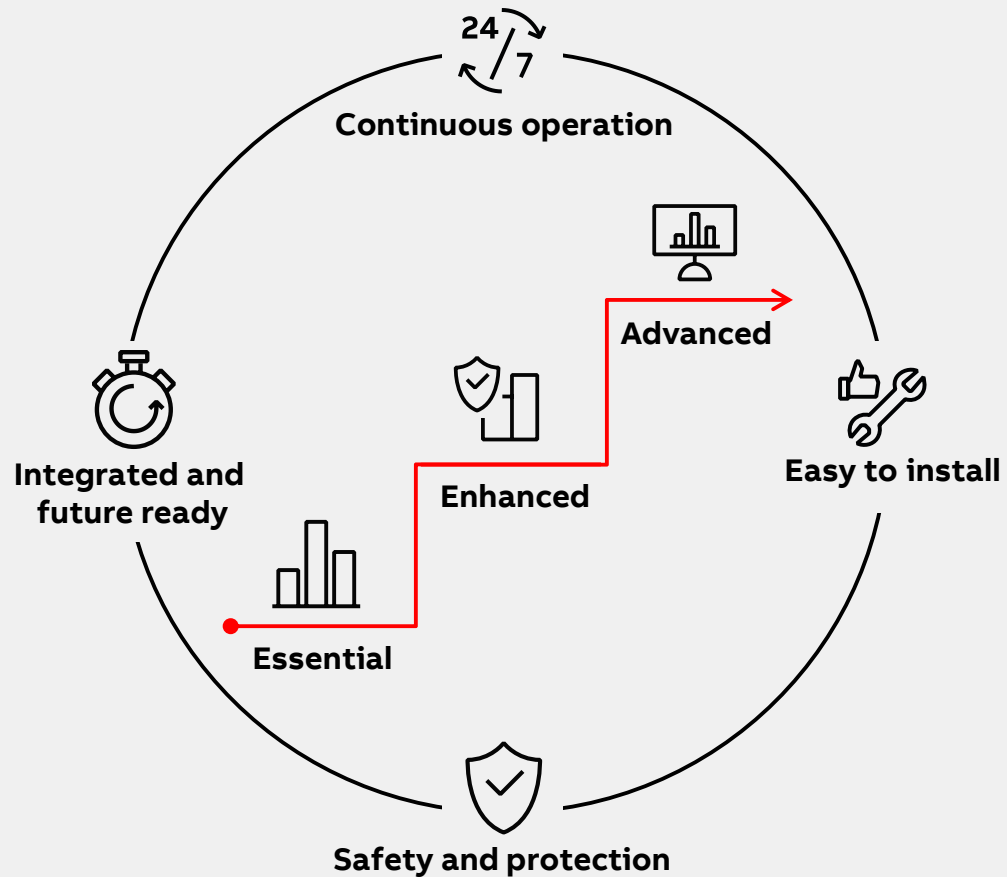 24
7
Continuous operation
Advanced
Integrated and
future ready
Enhanced
Easy to install
Essential
Safety and protection